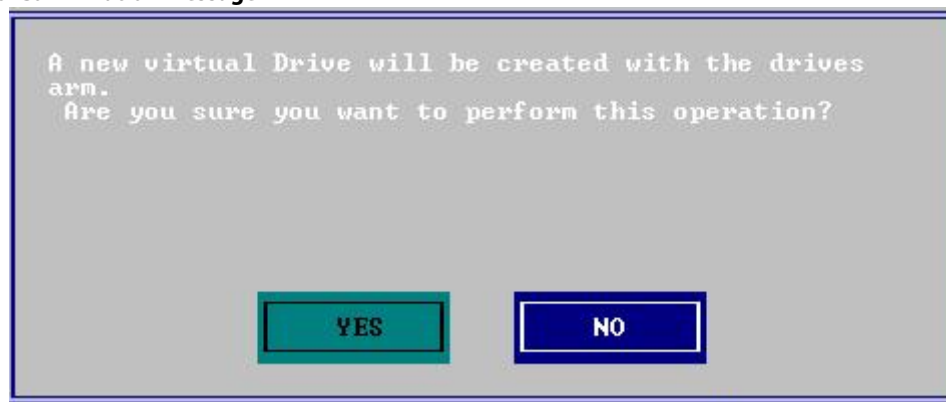 A new virtual Drive will be created with the drives
arm.
Are you sure you want to perform this operation?
YES NO